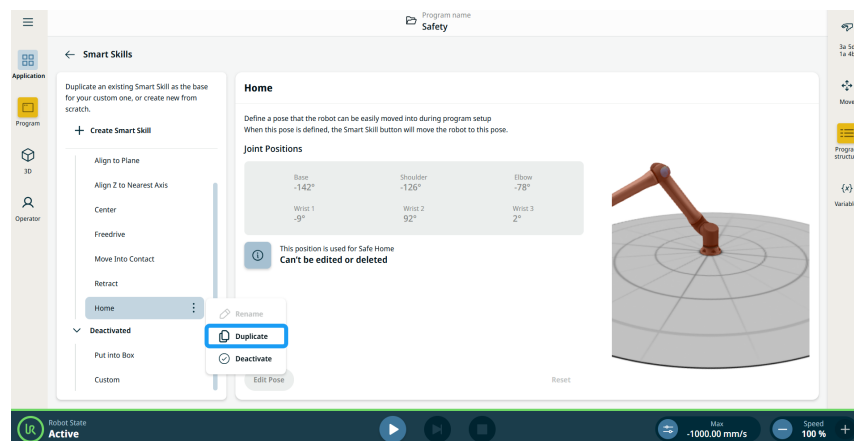 Program name
Safety
Application
Program
3D
Operator
Smart Skills
Duplicate an existing Smart Skill as the base
for your custom one, or create new from
scratch.
Create Smart Skill
Align to Plane
Align Z to Nearest Axis
Center
Freedrive
Move Into Contact
Retract
Home
Deactivated
Put into Box
Custom
Rename
Duplicate
Deactivate
Home
Define a pose that the robot can be easily moved into during program setup
When this pose is defined, the Smart Skill button will move the robot to this pose.
Joint Positions
Base Shoulder Elbow
-142° -126° -78°
Wrist 1 Wrist 2 Wrist 3
-9° 92° 2°
This position is used for Safe Home
Can't be edited or deleted
Edit Pose Reset
Move
{x}
Robot State
Active
Max
-1000.00 mm/s
Speed
100 %